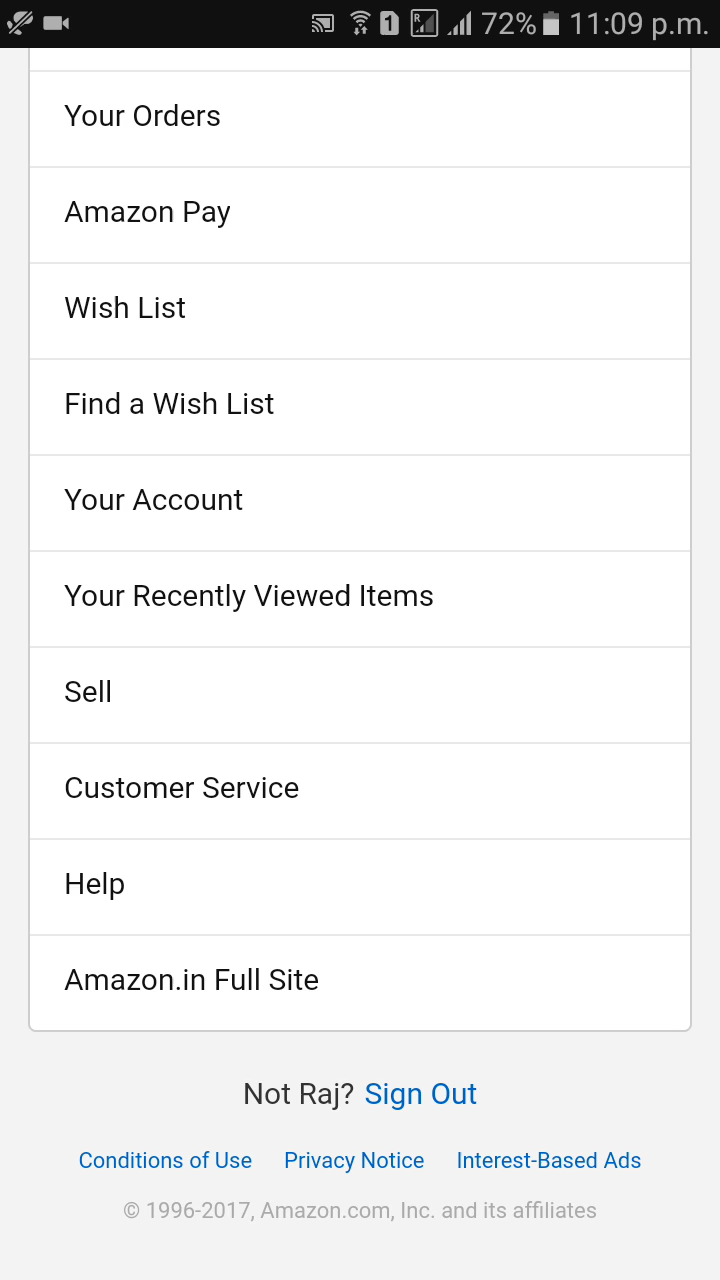 1 R 72% 11:09 p.m.
Your Orders
Amazon Pay
Wish List
Find a Wish List
Your Account
Your Recently Viewed Items
Sell
Customer Service
Help
Amazon.in Full Site
Not Raj? Sign Out
Conditions of Use Privacy Notice Interest-Based Ads
© 1996-2017, Amazon.com, Inc. and its affiliates